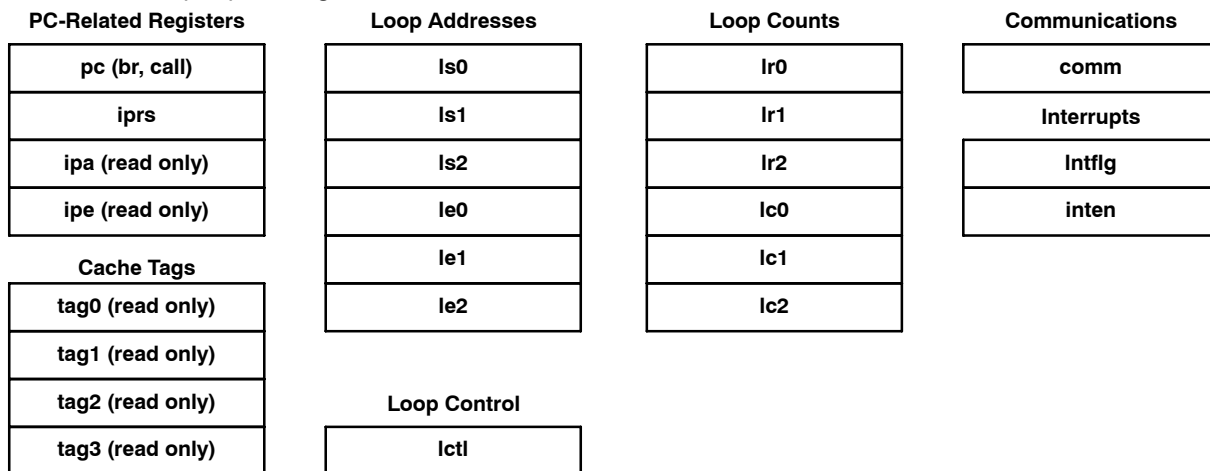 PC-Related Registers
pc (br, call)
iprs
ipa (read only)
ipe (read only)
Cache Tags
tag0 (read only)
tag1 (read only)
tag2 (read only)
tag3 (read only)
Loop Addresses
ls0
ls1
ls2
le0
le1
le2
Loop Control
lctl
Loop Counts
lr0
lr1
lr2
lc0
lc1
lc2
Communications
comm
Interrupts
Intflg
inten